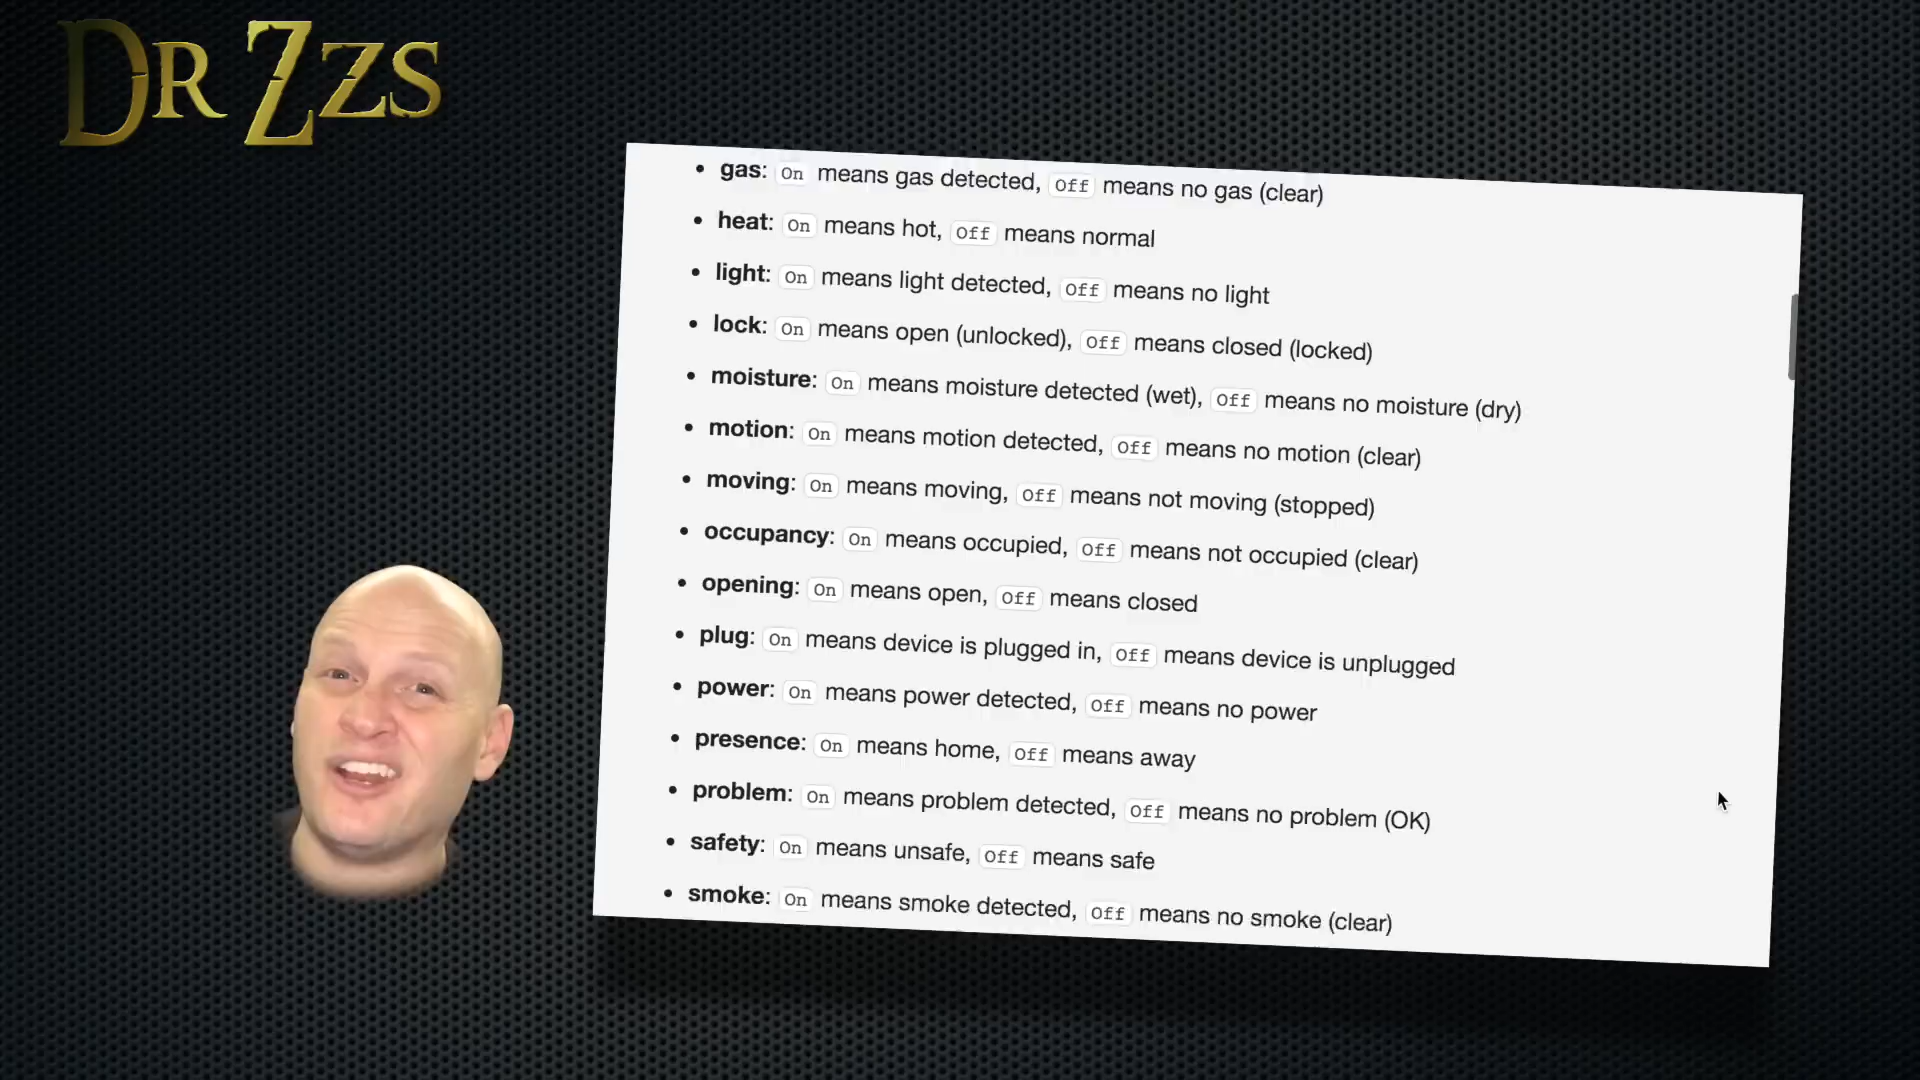 DR ZZS
• gas: On means gas detected, Off means no gas (clear)
• heat: On means hot, Off means normal
• light: On means light detected, Off means no light
• lock: On means open (unlocked), Off means closed (locked)
• moisture: On means moisture detected (wet), Off means no moisture (dry)
• motion: On means motion detected, Off means no motion (clear)
• moving: On means moving, Off means not moving (stopped)
• occupancy: On means occupied, Off means not occupied (clear)
• opening: On means open, Off means closed
• plug: On means device is plugged in, Off means device is unplugged
• power: On means power detected, Off means no power
• presence: On means home, Off means away
• problem: On means problem detected, Off means no problem (OK)
• safety: On means unsafe, Off means safe
• smoke: On means smoke detected, Off means no smoke (clear)